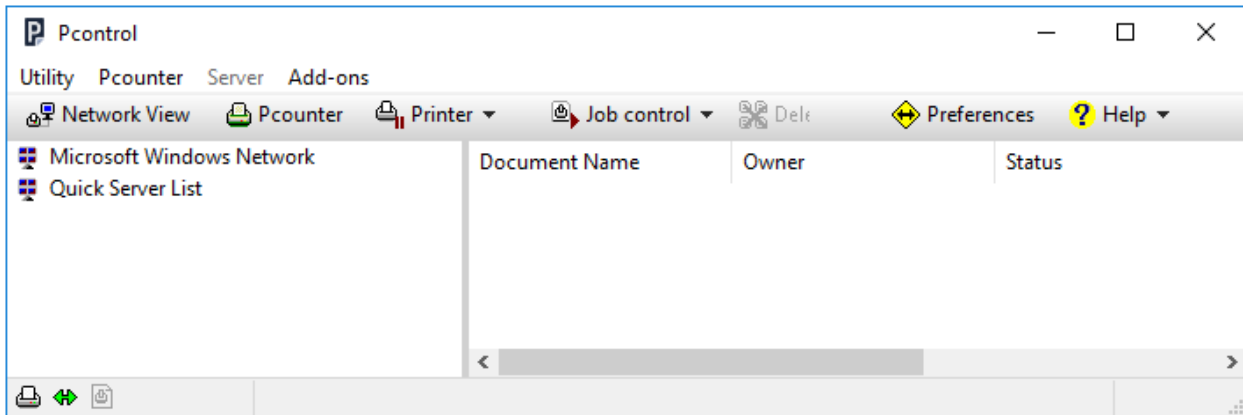 Pcontrol
Utility Pcounter Server Add-ons
Network View Pcounter Printer Job control Dele Preferences ? Help
Microsoft Windows Network
Quick Server List
Document Name Owner Status